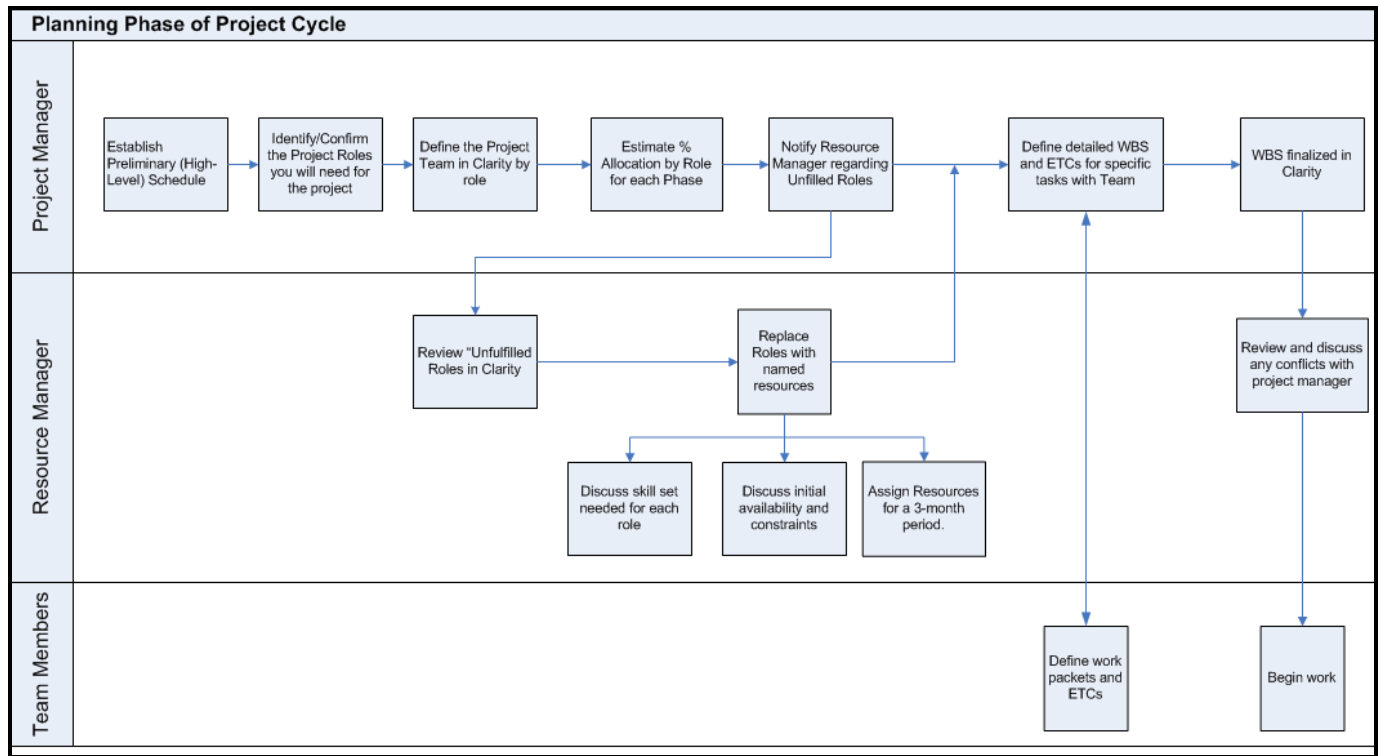 Planning Phase of Project Cycle
Project Manager
Establish
Preliminary (High-
Level) Schedule
Identify/Confirm
the Project Roles
you will need for
the project
Define the Project
Team in Clarity by
role
Estimate %
Allocation by Role
for each Phase
Notify Resource
Manager regarding
Unfilled Roles
Define detailed WBS
and ETCs for specific
tasks with Team
WBS finalized in
Clarity
Resource Manager
Review "Unfulfilled
Roles in Clarity
Replace
Roles with
named
resources
Review and discuss
any conflicts with
project manager
Discuss skill set
needed for each
role
Discuss initial
availability and
constraints
Assign Resources
for a 3-month
period.
Team Members
Define work
packets and
ETCs
Begin work